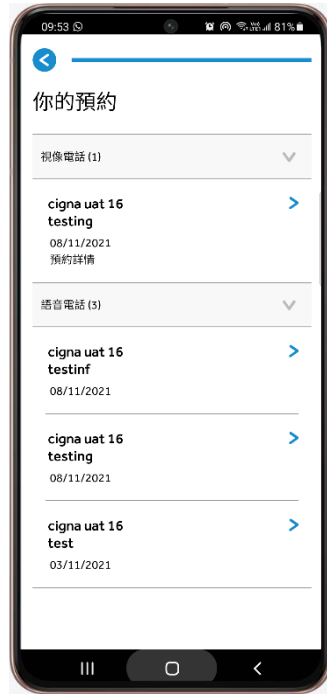 09:53
81%
你的預約
視像電話 (1)
cigna uat 16
testing
08/11/2021
預約詳情
語音電話 (3)
cigna uat 16
testinf
08/11/2021
cigna uat 16
testing
08/11/2021
cigna uat 16
test
03/11/2021